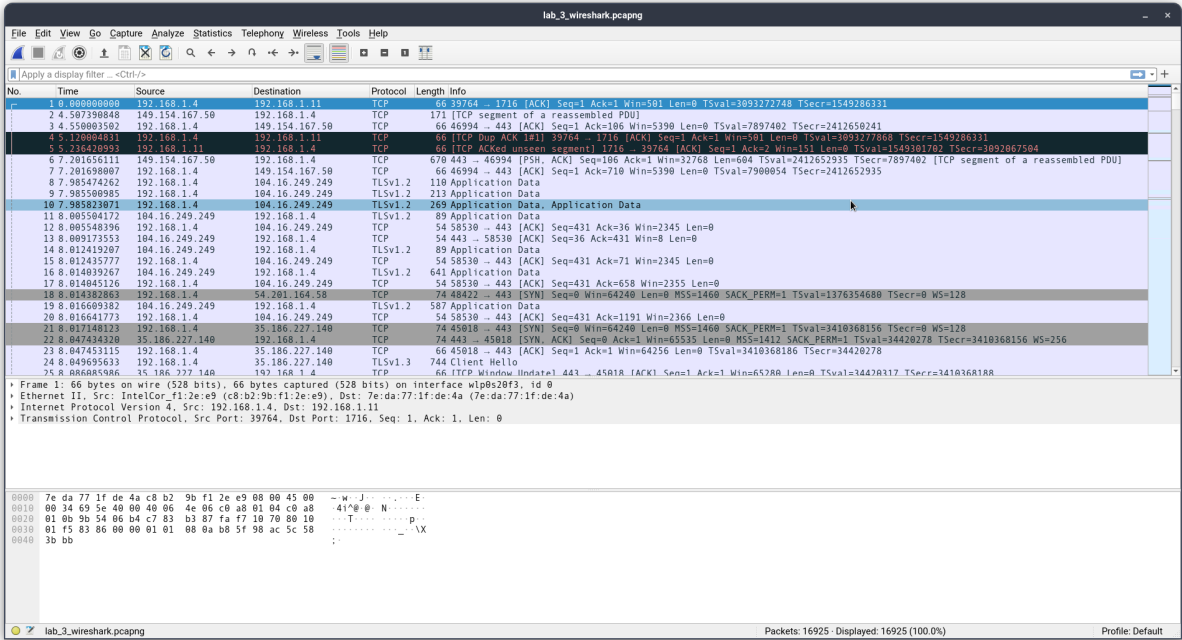 lab_3_wireshark.pcapng
File Edit View Go Capture Analyze Statistics Telephony Wireless Tools Help
Apply a display filter … <Ctrl-/>
No. Time Source Destination Protocol Length Info
1 0.000000000 192.168.1.4 192.168.1.11 TCP 66 39764 → 1716 [ACK] Seq=1 Ack=1 Win=501 Len=0 TSval=3093272748 TSecr=1549286331
2 4.507390848 149.154.167.50 192.168.1.4 TCP 171 [TCP segment of a reassembled PDU]
3 4.550003502 192.168.1.4 149.154.167.50 TCP 66 46994 → 443 [ACK] Seq=1 Ack=106 Win=5390 Len=0 TSval=7897402 TSecr=2412650241
4 5.120004831 192.168.1.4 192.168.1.11 TCP 66 [TCP Dup ACK 1#1] 39764 → 1716 [ACK] Seq=1 Ack=1 Win=501 Len=0 TSval=3093277868 TSecr=1549286331
5 5.236420993 192.168.1.11 192.168.1.4 TCP 66 [TCP ACKed unseen segment] 1716 → 39764 [ACK] Seq=1 Ack=2 Win=151 Len=0 TSval=1549301702 TSecr=3092067504
6 7.201656111 149.154.167.50 192.168.1.4 TCP 670 443 → 46994 [PSH, ACK] Seq=106 Ack=1 Win=32768 Len=604 TSval=2412652935 TSecr=7897402 [TCP segment of a reassembled PDU]
7 7.201698007 192.168.1.4 149.154.167.50 TCP 66 46994 → 443 [ACK] Seq=1 Ack=710 Win=5390 Len=0 TSval=7900054 TSecr=2412652935
8 7.985474262 192.168.1.4 104.16.249.249 TLSv1.2 110 Application Data
9 7.985500985 192.168.1.4 104.16.249.249 TLSv1.2 213 Application Data
10 7.985823071 192.168.1.4 104.16.249.249 TLSv1.2 269 Application Data, Application Data
11 8.005504172 104.16.249.249 192.168.1.4 TLSv1.2 89 Application Data
12 8.005548396 192.168.1.4 104.16.249.249 TCP 54 58530 → 443 [ACK] Seq=431 Ack=36 Win=2345 Len=0
13 8.009173553 104.16.249.249 192.168.1.4 TCP 54 443 → 58530 [ACK] Seq=36 Ack=431 Win=8 Len=0
14 8.012419207 104.16.249.249 192.168.1.4 TLSv1.2 89 Application Data
15 8.012435777 192.168.1.4 104.16.249.249 TCP 54 58530 → 443 [ACK] Seq=431 Ack=71 Win=2345 Len=0
16 8.014039267 104.16.249.249 192.168.1.4 TLSv1.2 641 Application Data
17 8.014045126 192.168.1.4 104.16.249.249 TCP 54 58530 → 443 [ACK] Seq=431 Ack=658 Win=2355 Len=0
18 8.014382863 192.168.1.4 54.201.164.58 TCP 74 48422 → 443 [SYN] Seq=0 Win=64240 Len=0 MSS=1460 SACK_PERM=1 TSval=1376354680 TSecr=0 WS=128
19 8.016609382 104.16.249.249 192.168.1.4 TLSv1.2 587 Application Data
20 8.016641773 192.168.1.4 104.16.249.249 TCP 54 58530 → 443 [ACK] Seq=431 Ack=1191 Win=2366 Len=0
21 8.017148123 192.168.1.4 35.186.227.140 TCP 74 45018 → 443 [SYN] Seq=0 Win=64240 Len=0 MSS=1460 SACK_PERM=1 TSval=3410368156 TSecr=0 WS=128
22 8.047434320 35.186.227.140 192.168.1.4 TCP 74 443 → 45018 [SYN, ACK] Seq=0 Ack=1 Win=65535 Len=0 MSS=1412 SACK_PERM=1 TSval=34420278 TSecr=3410368156 WS=256
23 8.047453115 192.168.1.4 35.186.227.140 TCP 66 45018 → 443 [ACK] Seq=1 Ack=1 Win=64256 Len=0 TSval=3410368186 TSecr=34420278
24 8.049695633 192.168.1.4 35.186.227.140 TLSv1.3 744 Client Hello
25 8.086085986 35.186.227.140 192.168.1.4 TCP 66 [TCP Window Update] 443 → 45018 [ACK] Seq=1 Ack=1 Win=65280 Len=0 TSval=34420317 TSecr=3410368188
Frame 1: 66 bytes on wire (528 bits), 66 bytes captured (528 bits) on interface wlp0s20f3, id 0
Ethernet II, Src: IntelCor_f1:2e:e9 (c8:b2:9b:f1:2e:e9), Dst: 7e:da:77:1f:de:4a (7e:da:77:1f:de:4a)
Internet Protocol Version 4, Src: 192.168.1.4, Dst: 192.168.1.11
Transmission Control Protocol, Src Port: 39764, Dst Port: 1716, Seq: 1, Ack: 1, Len: 0
0000 7e da 77 1f de 4a c8 b2 9b f1 2e e9 08 00 45 00 ~·w··J·· ··.···E·
0010 00 34 69 5e 40 00 40 06 4e 06 c0 a8 01 04 c0 a8 ·4i^@·@· N·······
0020 01 0b 9b 54 06 b4 c7 83 b3 87 fa f7 10 70 80 10 ···T···· ·····p··
0030 01 f5 83 86 00 00 01 01 08 0a b8 5f 98 ac 5c 58 ········ ···_··\X
0040 3b bb ;·
lab_3_wireshark.pcapng Packets: 16925 · Displayed: 16925 (100.0%) Profile: Default